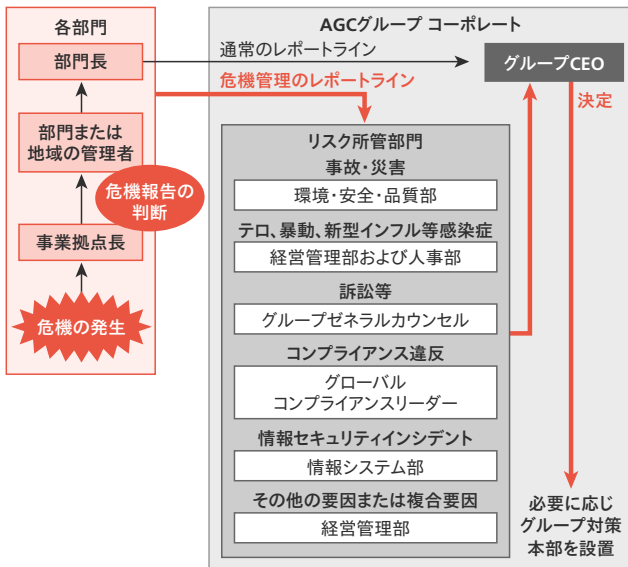 各部門
部門長
部門または
地域の管理者
危機報告の
判断
事業拠点長
危機の発生
AGCグループ コーポレート
通常のレポートライン
グループCEO
危機管理のレポートライン
決定
リスク所管部門
事故・災害
環境・安全・品質部
テロ、暴動、新型インフル等感染症
経営管理部および人事部
訴訟等
グループゼネラルカウンセル
コンプライアンス違反
グローバル
コンプライアンスリーダー
情報セキュリティインシデント
情報システム部
その他の要因または複合要因
経営管理部
必要に応じ
グループ対策
本部を設置